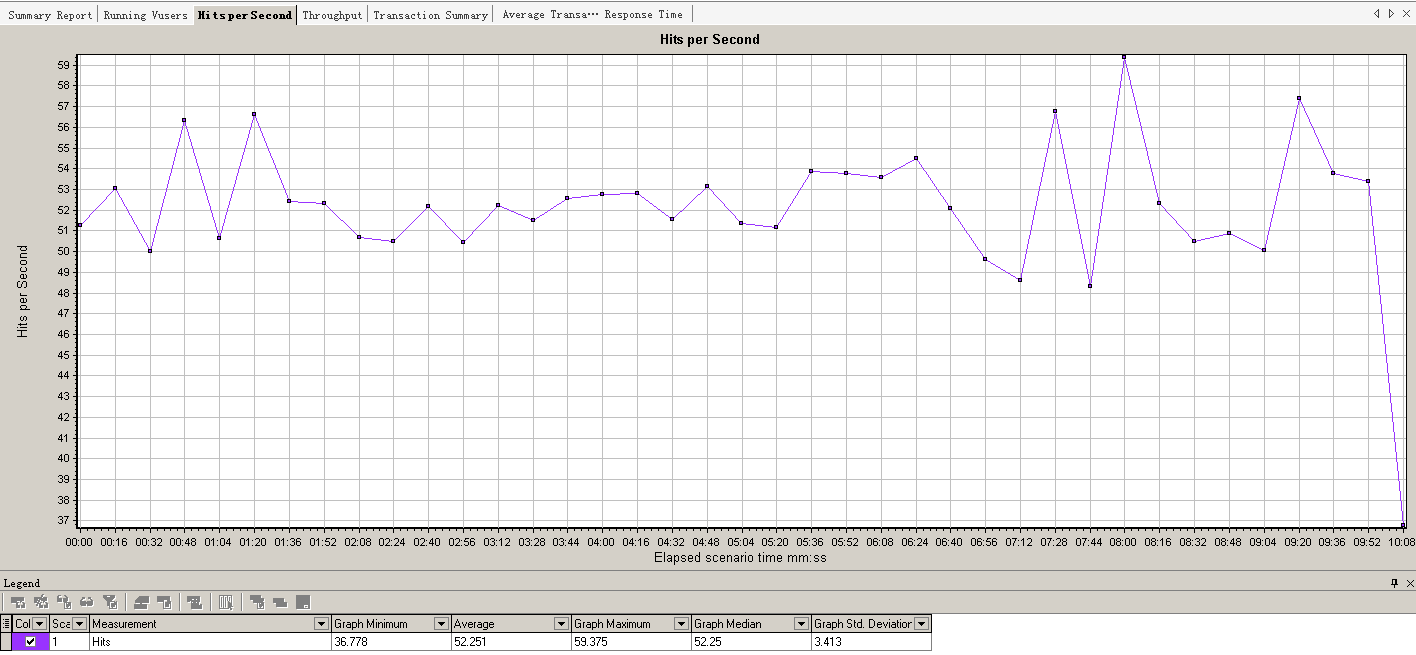 Summary Report Running Vusers Hits per Second Throughput Transaction Summary Average Transa··· Response Time
Hits per Second
59
58
57
56
55
54
53
52
51
50
49
48
47
46
45
44
43
42
41
40
39
38
37
Hits per Second
00:00 00:16 00:32 00:48 01:04 01:20 01:36 01:52 02:08 02:24 02:40 02:56 03:12 03:28 03:44 04:00 04:16 04:32 04:48 05:04 05:20 05:36 05:52 06:08 06:24 06:40 06:56 07:12 07:28 07:44 08:00 08:16 08:32 08:48 09:04 09:20 09:36 09:52 10:08
Elapsed scenario time mm:ss
Legend
Col Sca Measurement Graph Minimum Average Graph Maximum Graph Median Graph Std. Deviation
1 Hits 36.778 52.251 59.375 52.25 3.413